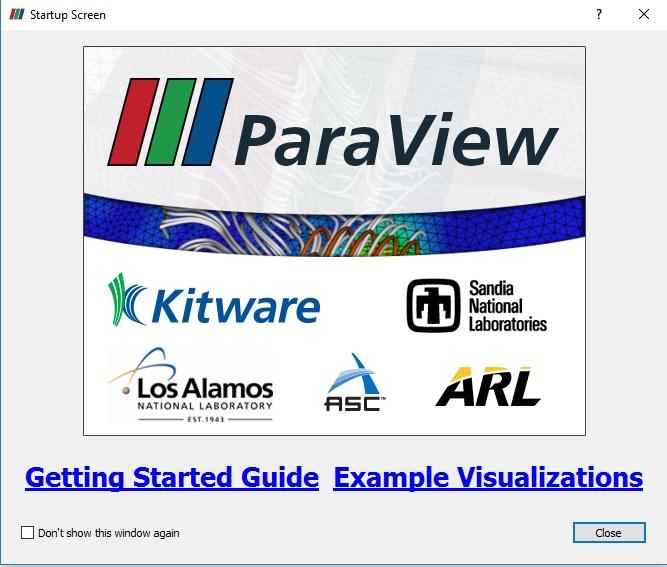 Startup Screen
ParaView
Kitware
Sandia
National
Laboratories
Los Alamos
NATIONAL LABORATORY
EST.1943
ASC™
ARL
Getting Started Guide Example Visualizations
Don't show this window again
Close